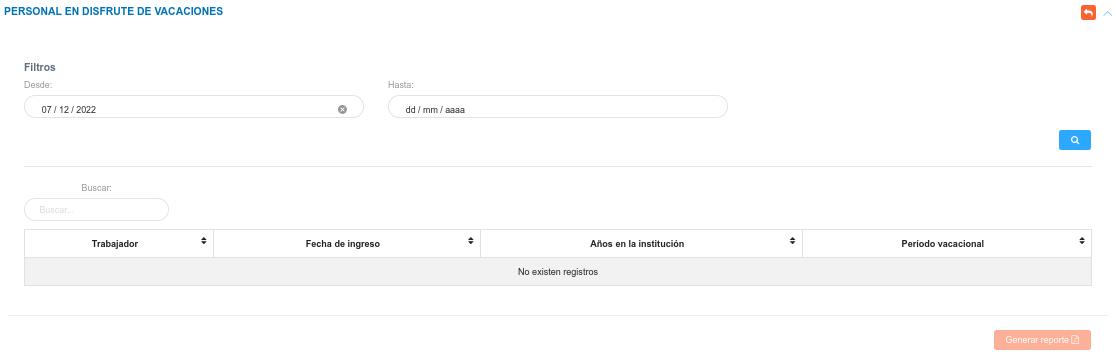 PERSONAL EN DISFRUTE DE VACACIONES
Filtros
Desde: Hasta:
07 / 12 / 2022 dd / mm / aaaa
Buscar:
Buscar...
Trabajador Fecha de ingreso Años en la institución Período vacacional
No existen registros
Generar reporte